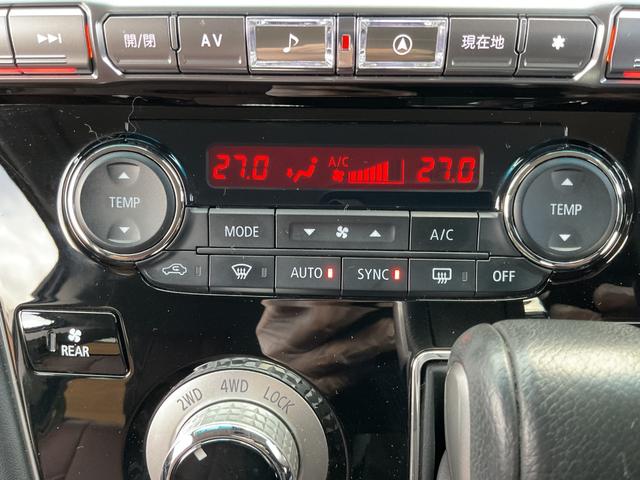 開/閉 AV 現在地
27.0 A/C 27.0
TEMP TEMP
MODE A/C
AUTO SYNC OFF
REAR
2WD 4WD LOCK